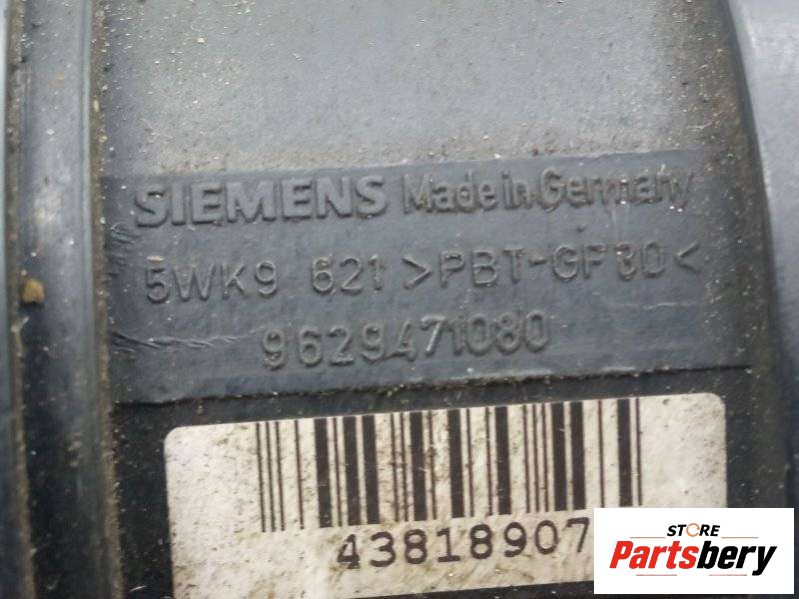 SIEMENS Made in Germany
5WK9 621 >PBT-GF30<
9629471080
43818907
STORE
Partsbery